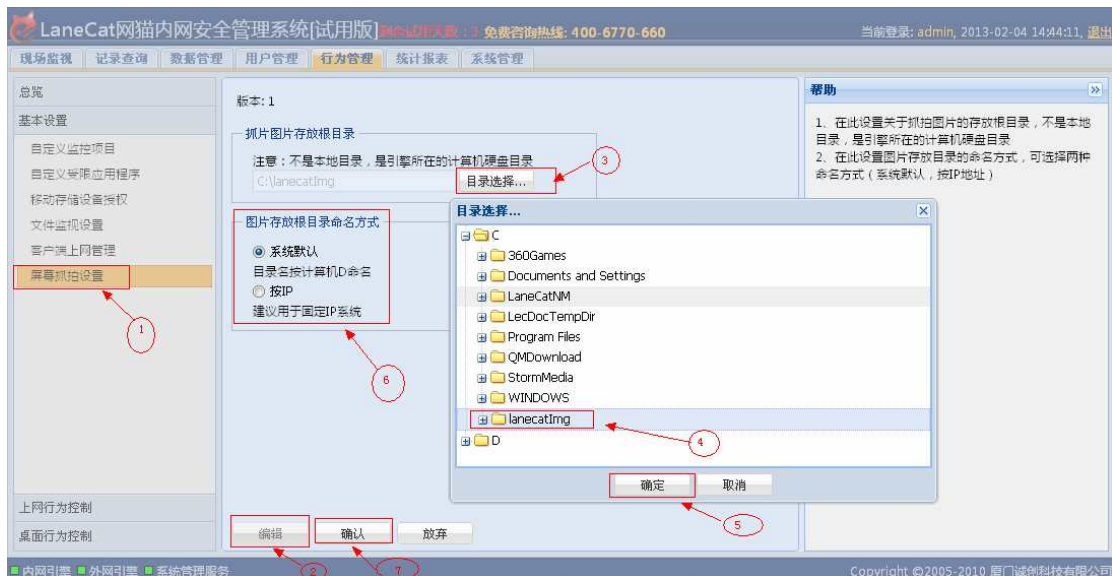 LaneCat网猫内网安全管理系统[试用版]
免费咨询热线: 400-6770-660
当前登录: admin, 2013-02-04 14:44:11, 退出
现场监视 记录查询 数据管理 用户管理 行为管理 统计报表 系统管理
总览
基本设置
自定义监控项目
自定义受限应用程序
移动存储设备授权
文件监视设置
客户端上网管理
屏幕抓拍设置
1
上网行为控制
桌面行为控制
版本: 1
抓片图片存放根目录
注意：不是本地目录，是引擎所在的计算机硬盘目录
C:\lanecatImg 目录选择...
3
图片存放根目录命名方式
系统默认
目录名按计算机D命名
按IP
建议用于固定IP系统
6
目录选择...
C
360Games
Documents and Settings
LaneCatNM
LecDocTempDir
Program Files
QMDownload
StormMedia
WINDOWS
lanecatImg
4
D
确定 取消
5
编辑 确认 放弃
2 7
帮助
1、在此设置关于抓拍图片的存放根目录，不是本地
目录，是引擎所在的计算机硬盘目录
2、在此设置图片存放目录的命名方式，可选择两种
命名方式（系统默认，按IP地址）
内网引擎 外网引擎 系统管理服务
Copyright ©2005-2010 厦门诚创科技有限公司